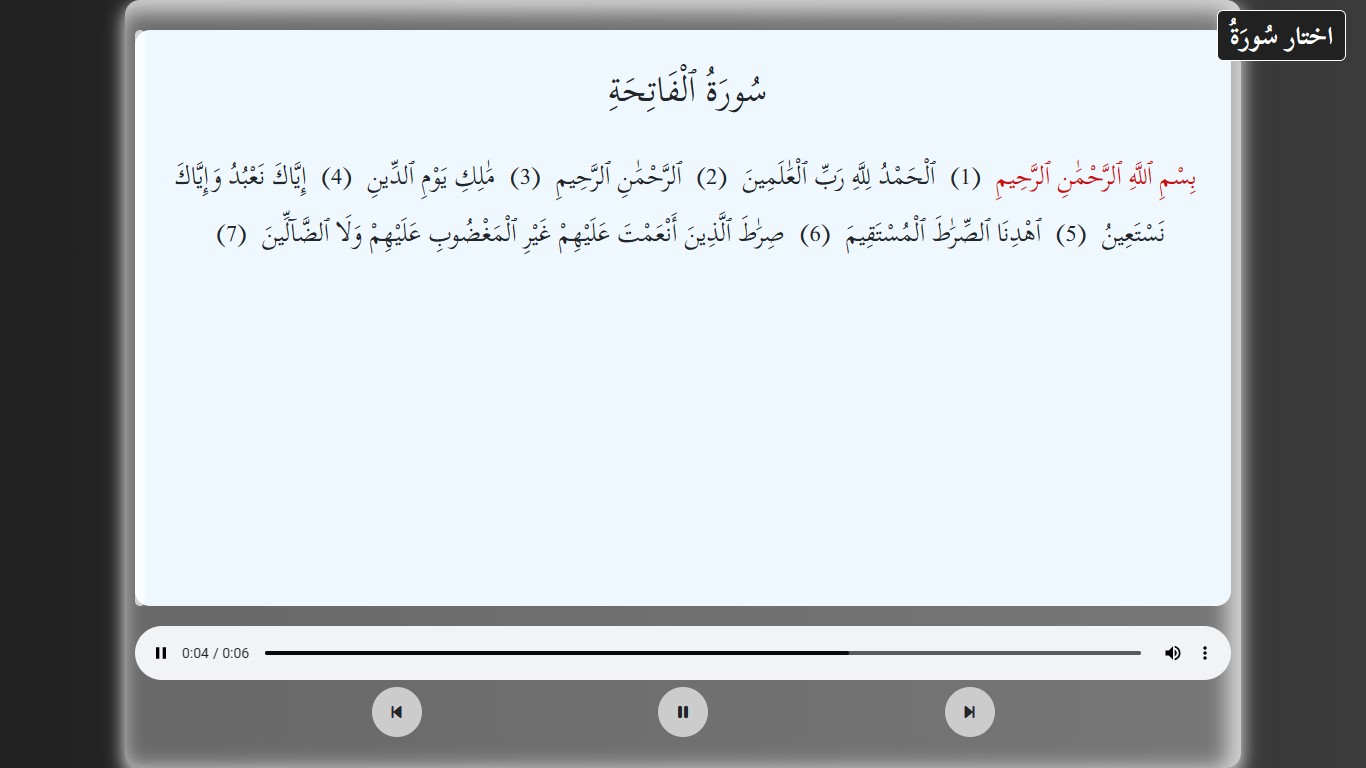 اختار سُورَةُ
سُورَةُ ٱلْفَاتِحَةِ
بِسْمِ ٱللَّهِ ٱلرَّحْمَٰنِ ٱلرَّحِيمِ (1) ٱلْحَمْدُ لِلَّهِ رَبِّ ٱلْعَٰلَمِينَ (2) ٱلرَّحْمَٰنِ ٱلرَّحِيمِ (3) مَٰلِكِ يَوْمِ ٱلدِّينِ (4) إِيَّاكَ نَعْبُدُ وَإِيَّاكَ
نَسْتَعِينُ (5) ٱهْدِنَا ٱلصِّرَٰطَ ٱلْمُسْتَقِيمَ (6) صِرَٰطَ ٱلَّذِينَ أَنْعَمْتَ عَلَيْهِمْ غَيْرِ ٱلْمَغْضُوبِ عَلَيْهِمْ وَلَا ٱلضَّآلِّينَ (7)
0:04 / 0:06